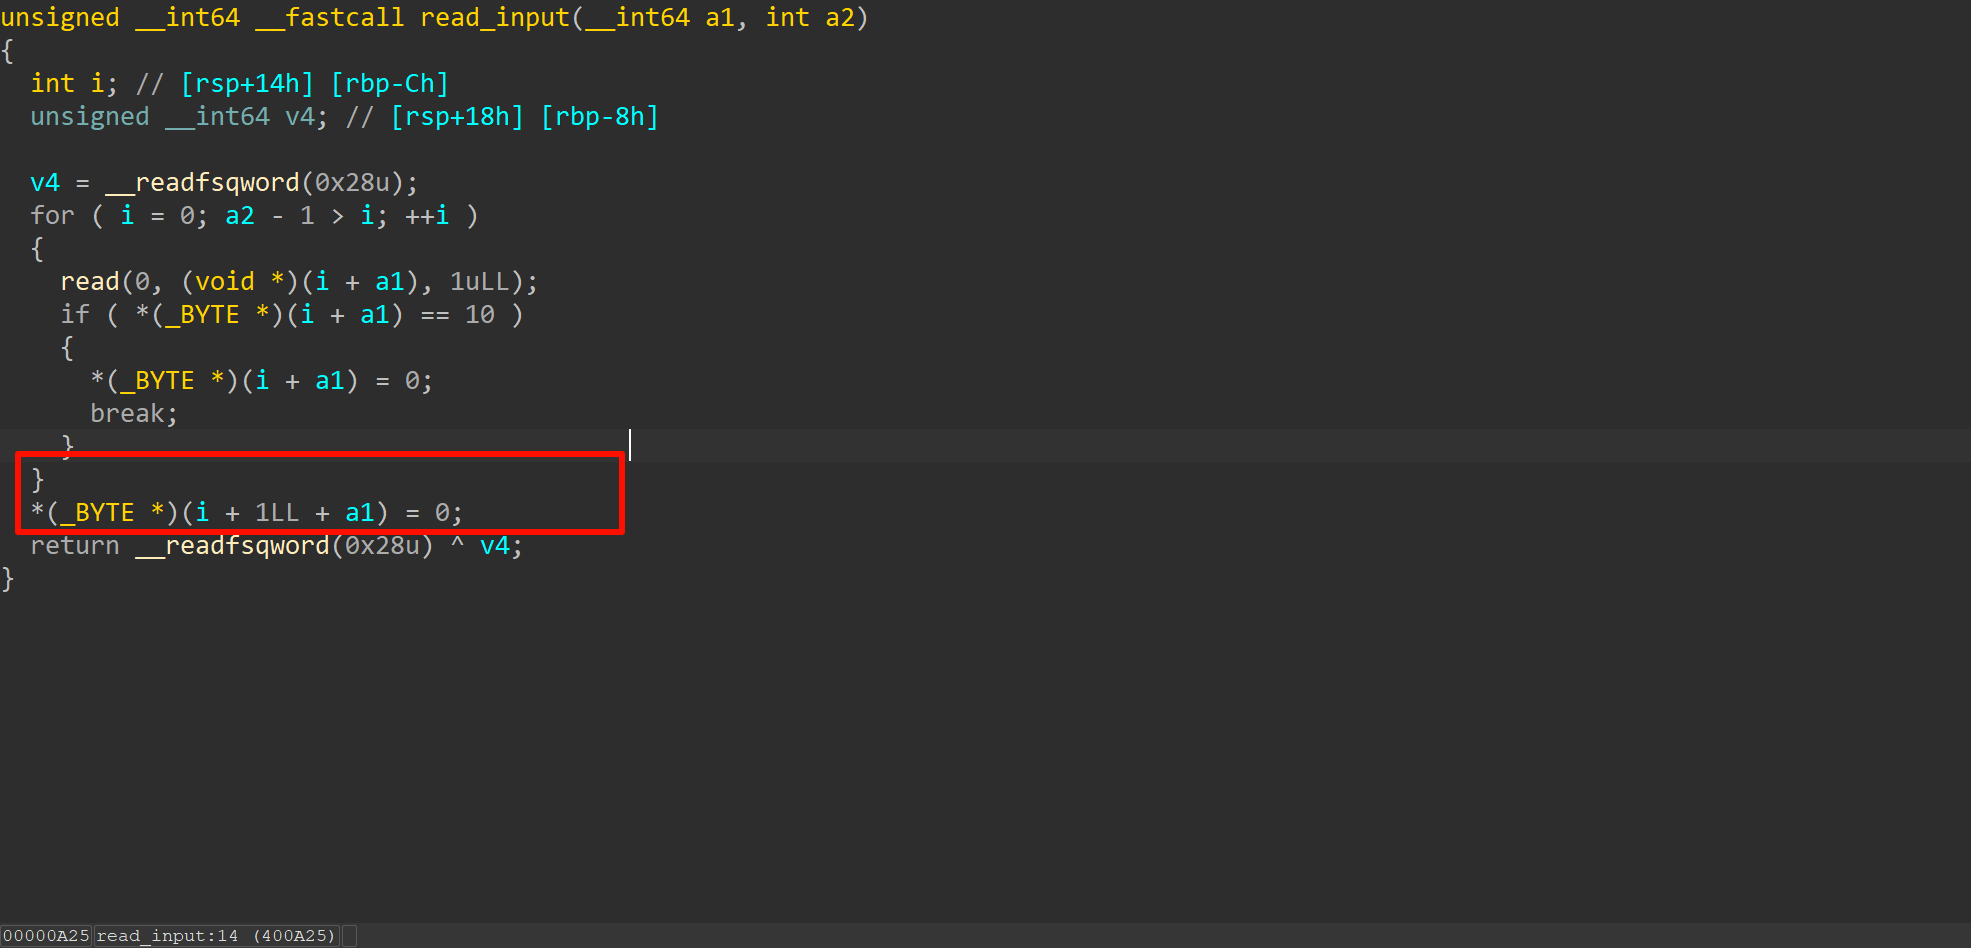 unsigned __int64 __fastcall read_input(__int64 a1, int a2)
{
  int i; // [rsp+14h] [rbp-Ch]
  unsigned __int64 v4; // [rsp+18h] [rbp-8h]

  v4 = __readfsqword(0x28u);
  for ( i = 0; a2 - 1 > i; ++i )
  {
    read(0, (void *)(i + a1), 1uLL);
    if ( *(_BYTE *)(i + a1) == 10 )
    {
      *(_BYTE *)(i + a1) = 0;
      break;
    }
  }
  *(_BYTE *)(i + 1LL + a1) = 0;
  return __readfsqword(0x28u) ^ v4;
}
00000A25 read_input:14 (400A25)